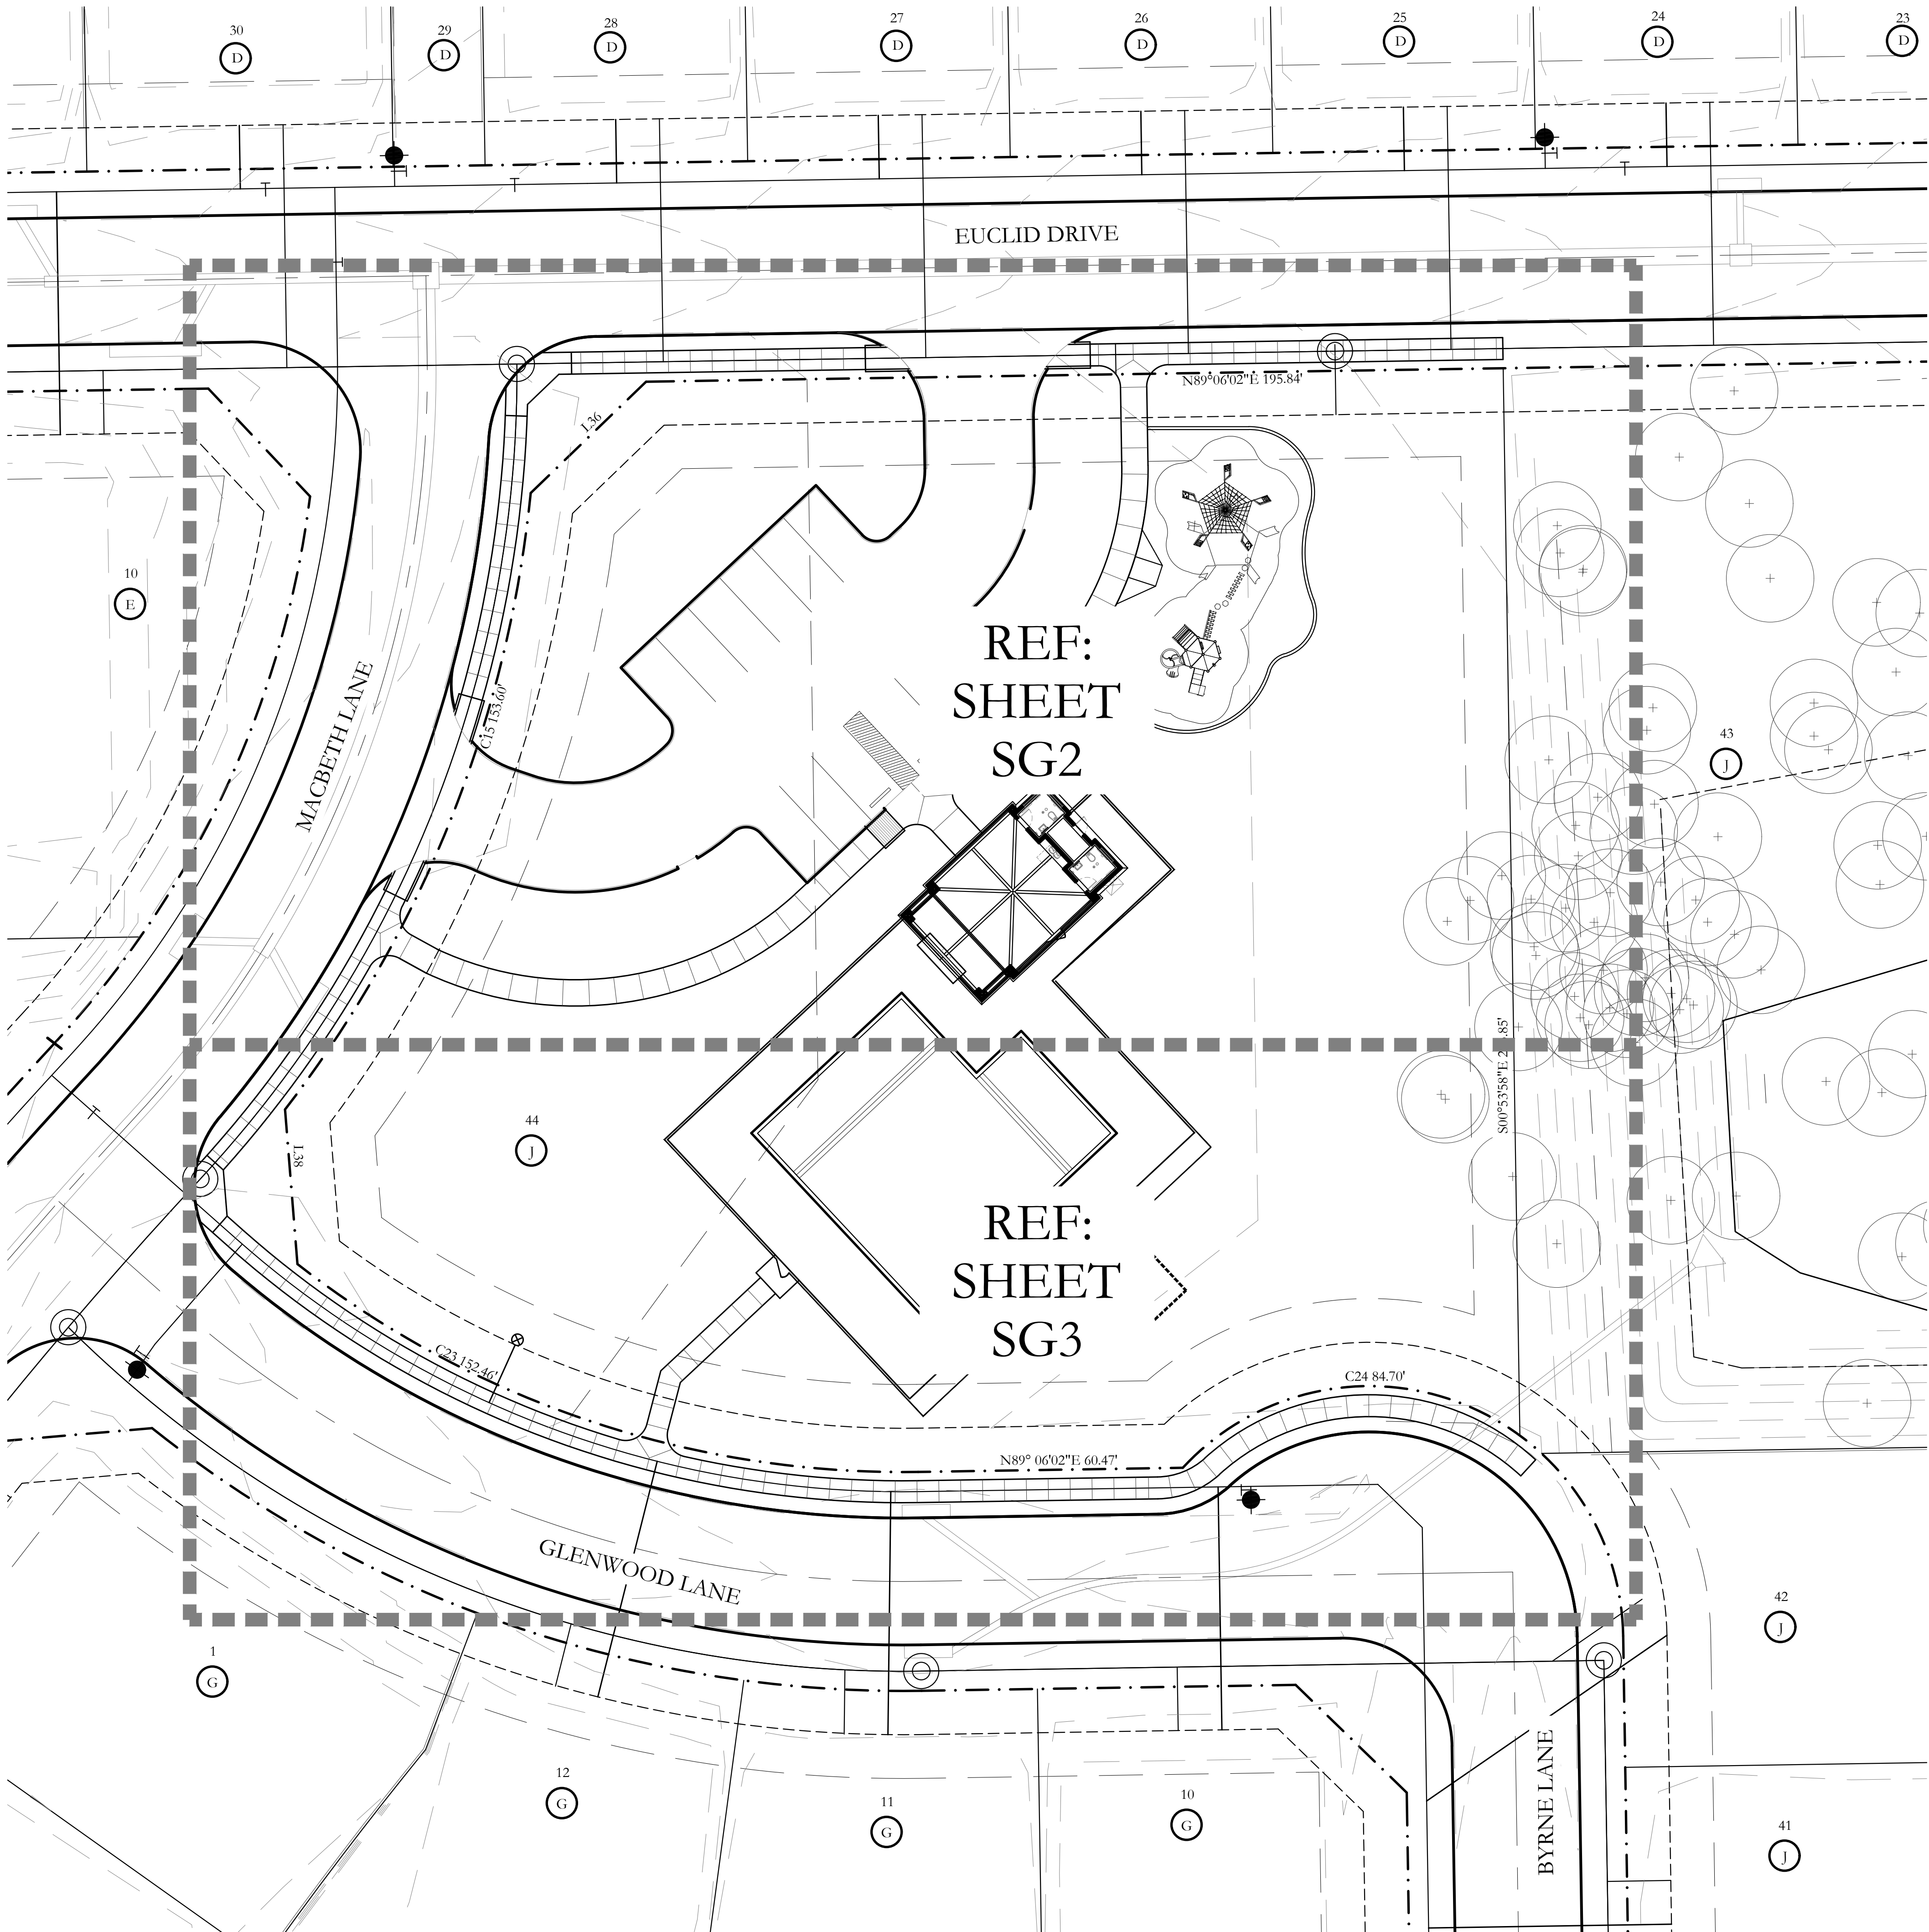 30
D
29
D
28
D
27
D
26
D
25
D
24
D
23
D
EUCLID DRIVE
N89°06'02"E 195.84'
L36
10
E
MACBETH LANE
C15 153.60'
REF:
SHEET
SG2
43
J
44
J
L38
S00°53'58"E
REF:
SHEET
SG3
C23 152.46'
C24 84.70'
N89° 06'02"E 60.47'
GLENWOOD LANE
BYRNE LANE
42
J
1
G
12
G
11
G
10
G
41
J